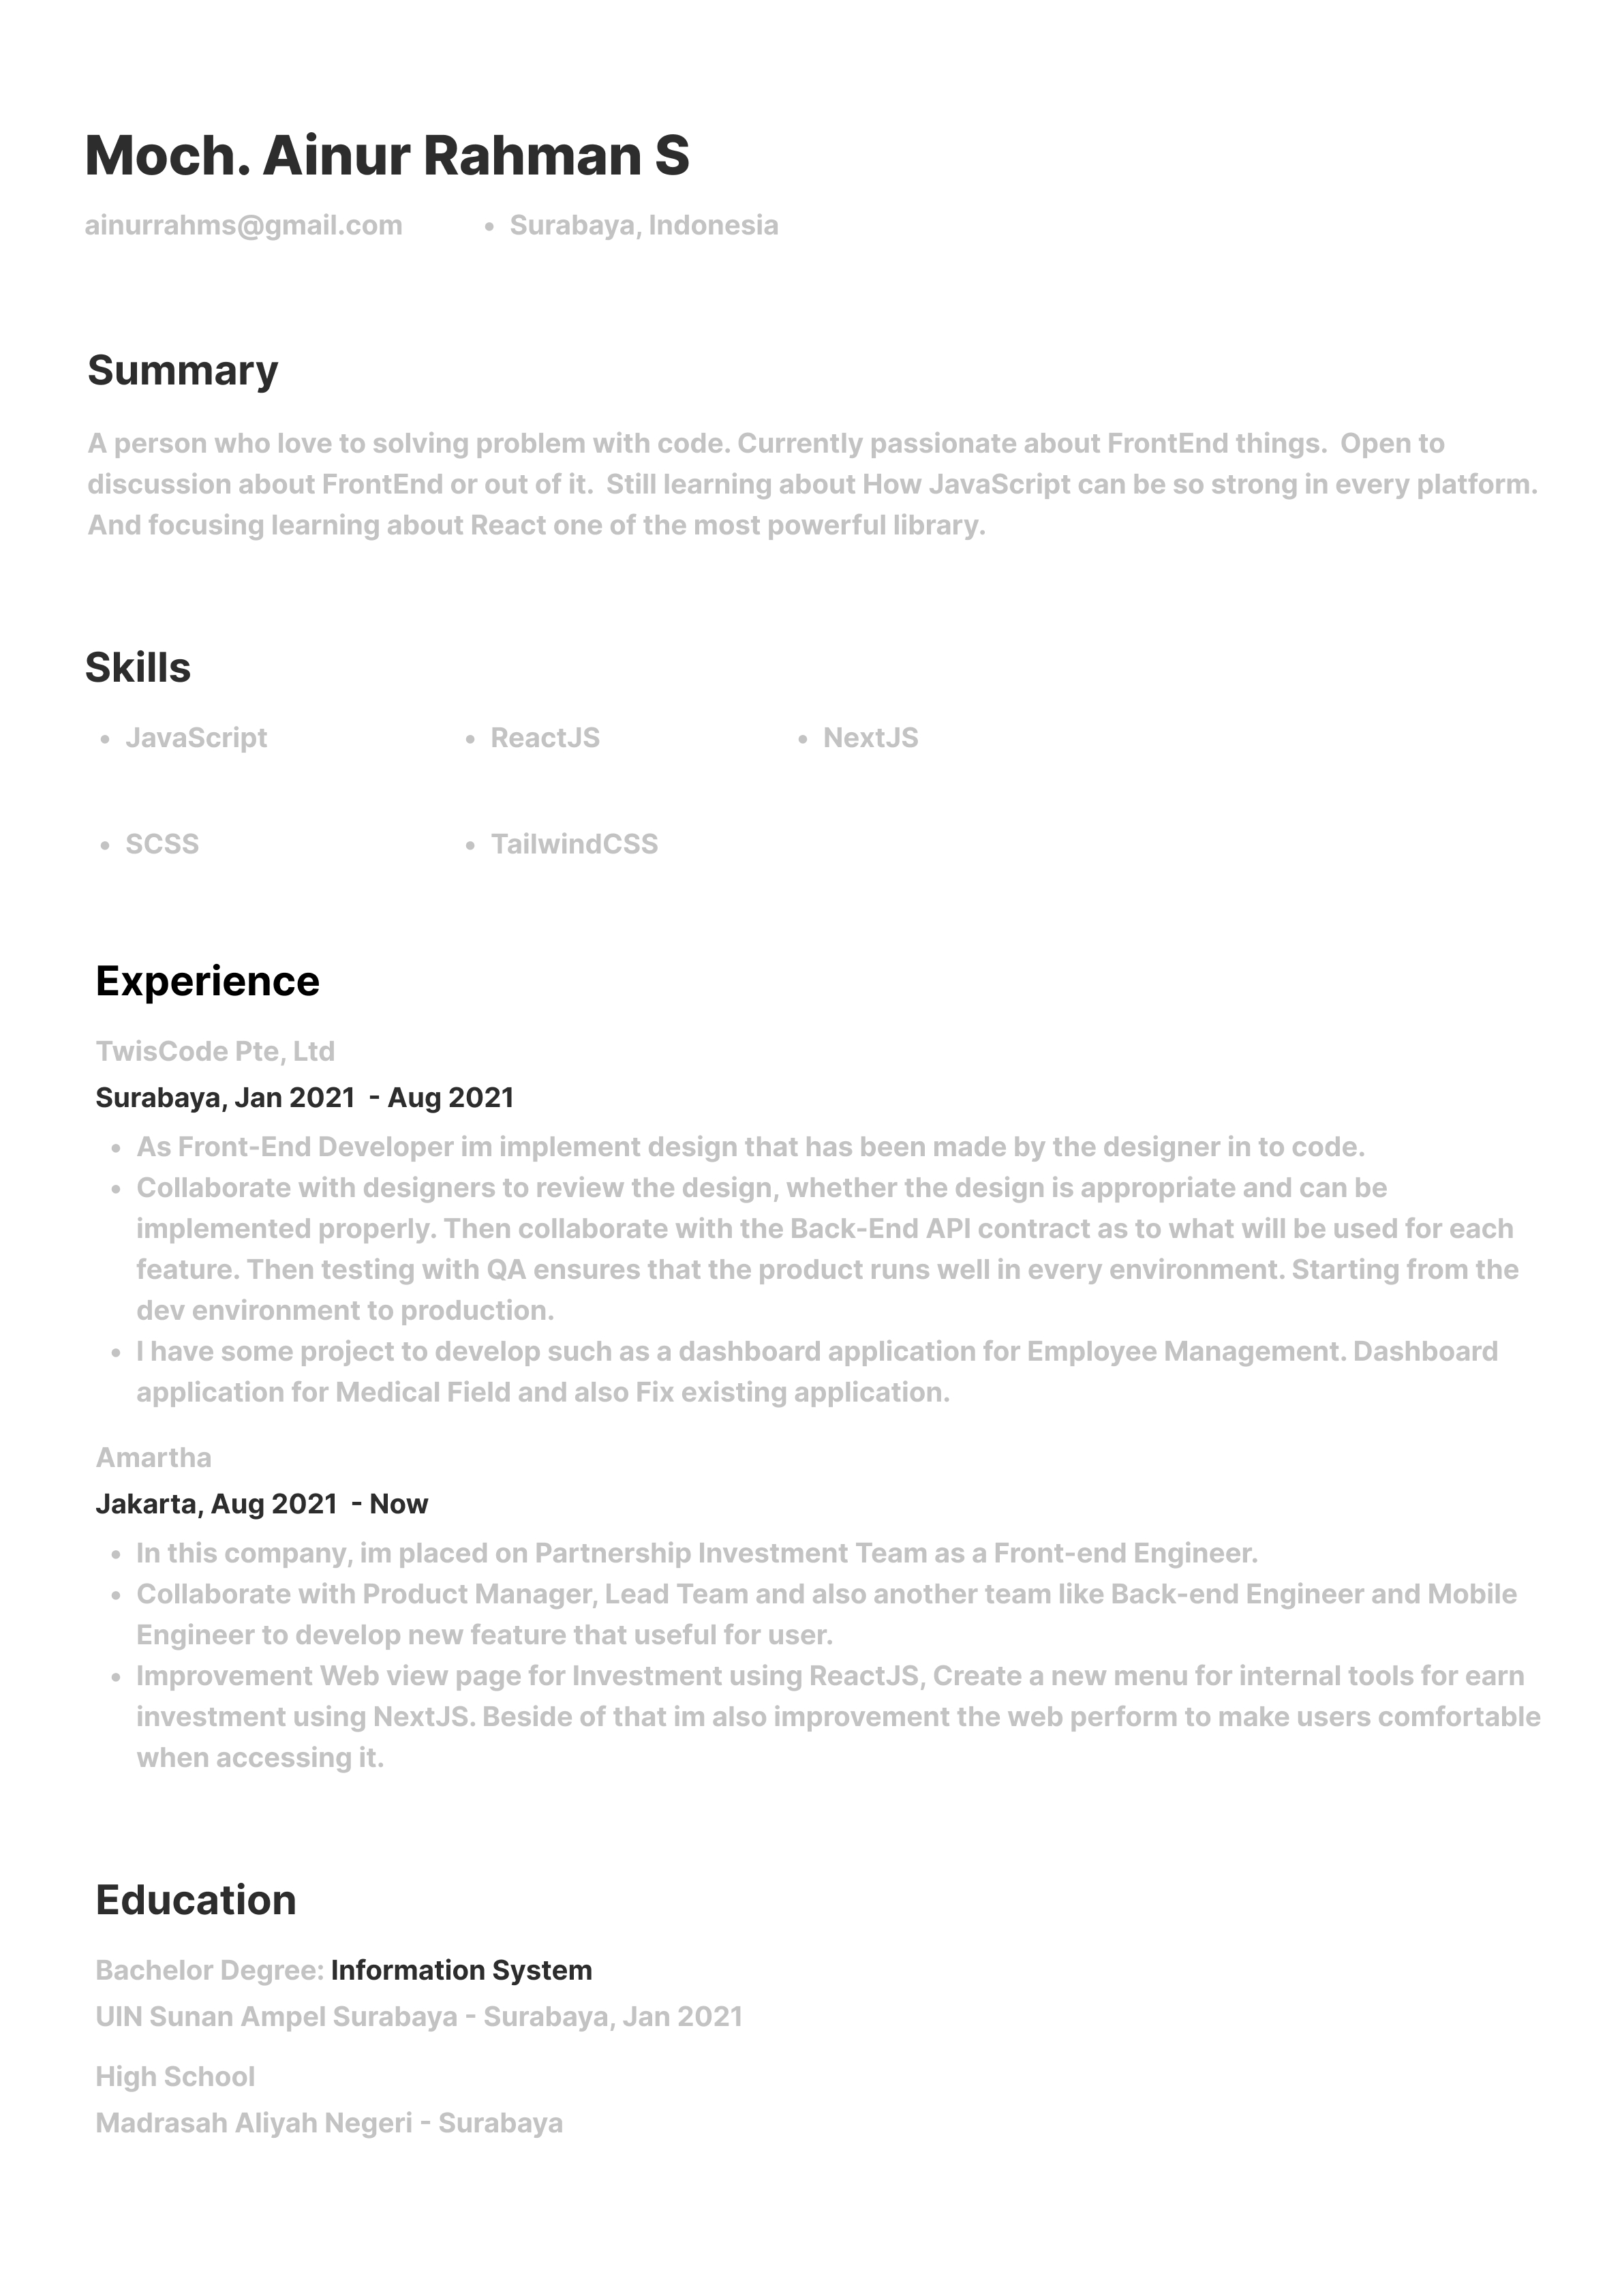 Moch. Ainur Rahman S
ainurrahms@gmail.com • Surabaya, Indonesia
Summary
A person who love to solving problem with code. Currently passionate about FrontEnd things.  Open to
discussion about FrontEnd or out of it.  Still learning about How JavaScript can be so strong in every platform.
And focusing learning about React one of the most powerful library.
Skills
• JavaScript • ReactJS • NextJS
• SCSS • TailwindCSS
Experience
TwisCode Pte, Ltd
Surabaya, Jan 2021  - Aug 2021
• As Front-End Developer im implement design that has been made by the designer in to code.
• Collaborate with designers to review the design, whether the design is appropriate and can be
implemented properly. Then collaborate with the Back-End API contract as to what will be used for each
feature. Then testing with QA ensures that the product runs well in every environment. Starting from the
dev environment to production.
• I have some project to develop such as a dashboard application for Employee Management. Dashboard
application for Medical Field and also Fix existing application.
Amartha
Jakarta, Aug 2021  - Now
• In this company, im placed on Partnership Investment Team as a Front-end Engineer.
• Collaborate with Product Manager, Lead Team and also another team like Back-end Engineer and Mobile
Engineer to develop new feature that useful for user.
• Improvement Web view page for Investment using ReactJS, Create a new menu for internal tools for earn
investment using NextJS. Beside of that im also improvement the web perform to make users comfortable
when accessing it.
Education
Bachelor Degree: Information System
UIN Sunan Ampel Surabaya - Surabaya, Jan 2021
High School
Madrasah Aliyah Negeri - Surabaya